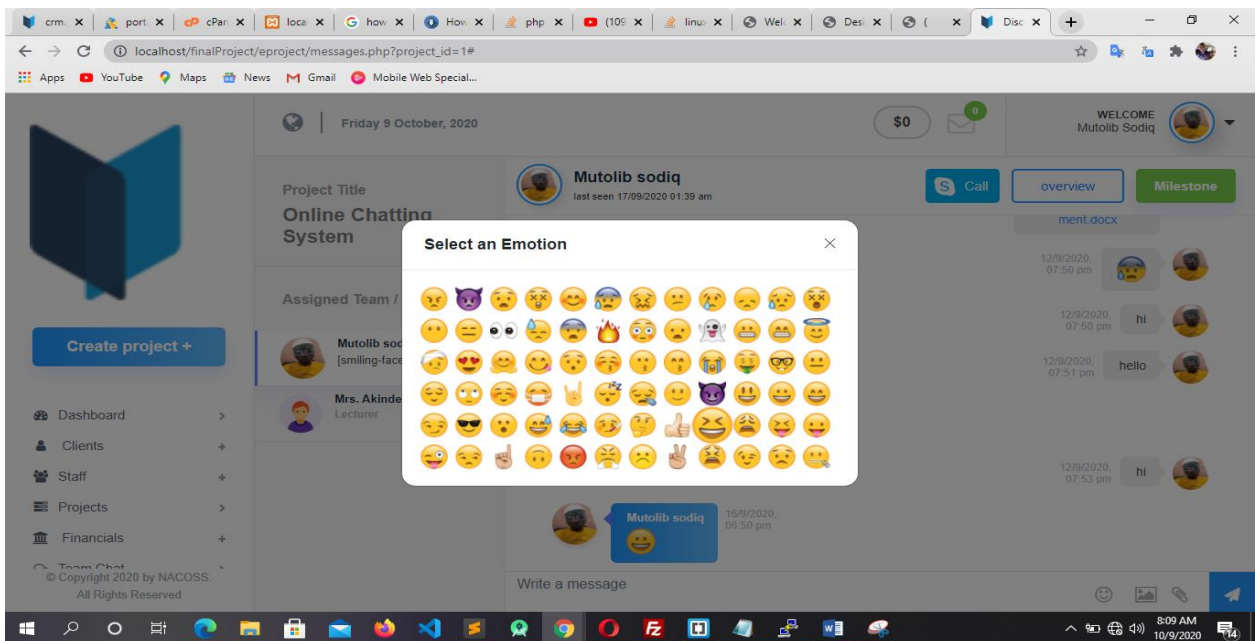 crm.
port
cPan
loca
G how
How
php
(109
linu
Welc
Desi
(
Disc
localhost/finalProject/eproject/messages.php?project_id=1#
Apps YouTube Maps News Gmail Mobile Web Special...
Friday 9 October, 2020
$0
0
WELCOME
Mutolib Sodiq
Project Title
Online Chatting
System
Mutolib sodiq
last seen 17/09/2020 01:39 am
S Call
overview
Milestone
ment.docx
Select an Emotion
12/9/2020,
07:50 pm
Assigned Team /
12/9/2020,
07:50 pm
hi
Create project +
Mutolib sod
[smiling-face
12/9/2020,
07:51 pm
hello
Mrs. Akinde
Lecturer
Dashboard
Clients
Staff
Projects
Financials
Team Chat
12/9/2020,
07:53 pm
hi
Mutolib sodiq
16/9/2020,
06:50 pm
© Copyright 2020 by NACOSS.
All Rights Reserved
Write a message
8:09 AM
10/9/2020
14